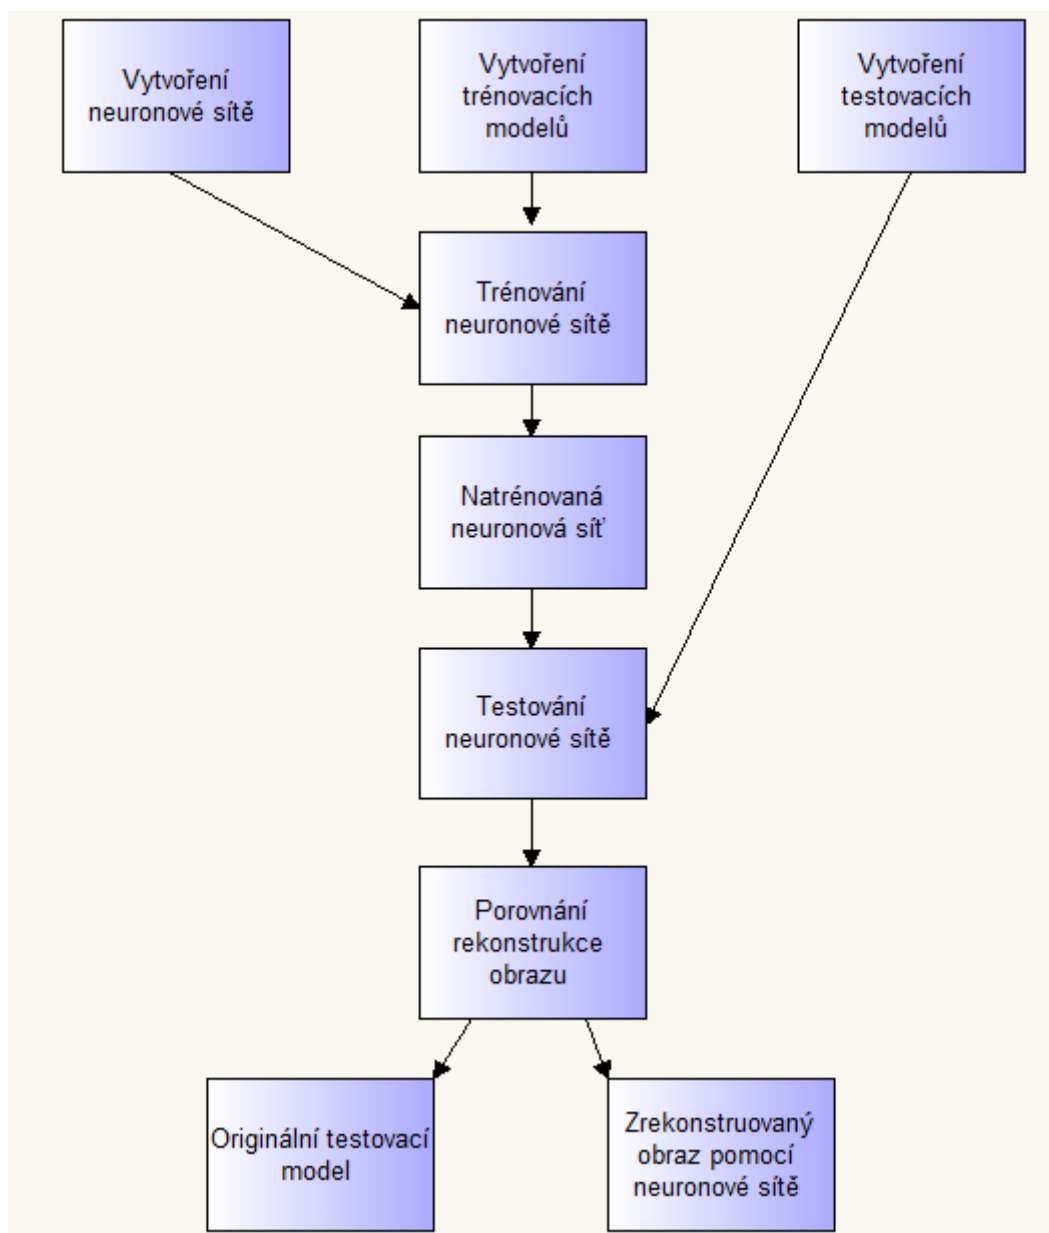 Vytvoření
neuronové sítě
Vytvoření
trénovacích
modelů
Vytvoření
testovacích
modelů
Trénování
neuronové sítě
Natrénovaná
neuronová síť
Testování
neuronové sítě
Porovnání
rekonstrukce
obrazu
Originální testovací
model
Zrekonstruovaný
obraz pomocí
neuronové sítě